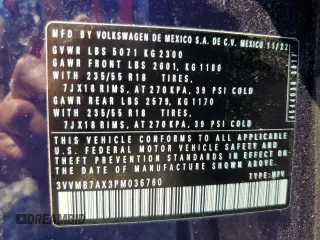 MFD BY VOLKSWAGEN DE MEXICO S.A. DE C.V. MEXICO 11/22
GVWR LBS 5071 KG 2300
GAWR FRONT LBS 2601, KG 1180
WITH 235/55 R18 TIRES,
7JX18 RIMS, AT 270 KPA, 39 PSI COLD
GAWR REAR LBS 2579, KG 1170
WITH 235/55 R18 TIRES,
7JX18 RIMS, AT 270KPA, 39 PSI COLD
THIS VEHICLE CONFORMS TO ALL APPLICABLE
U.S. FEDERAL MOTOR VEHICLE SAFETY AND
THEFT PREVENTION STANDARDS IN EFFECT ON
THE DATE OF MANUFACTURE SHOWN ABOVE.
3VVMB7AX3PM036760 TYPE: MPV
GUARDIAN VIN